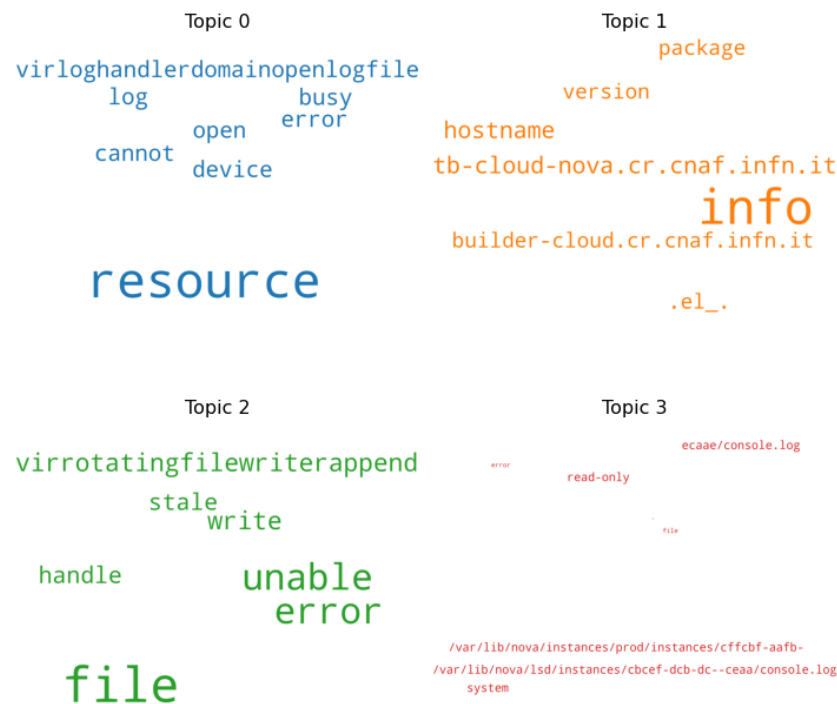 Topic 0
virloghandlerdomainopenlogfile
log
busy
error
open
cannot
device
resource
Topic 1
package
version
hostname
tb-cloud-nova.cr.cnaf.infn.it
info
builder-cloud.cr.cnaf.infn.it
.el_.
Topic 2
virrotatingfilewriterappend
stale
write
handle
unable
error
file
Topic 3
ecaae/console.log
error
read-only
file
/var/lib/nova/instances/prod/instances/cffcbf-aafb-
/var/lib/nova/lsd/instances/cbcef-dcb-dc--ceaa/console.log
system